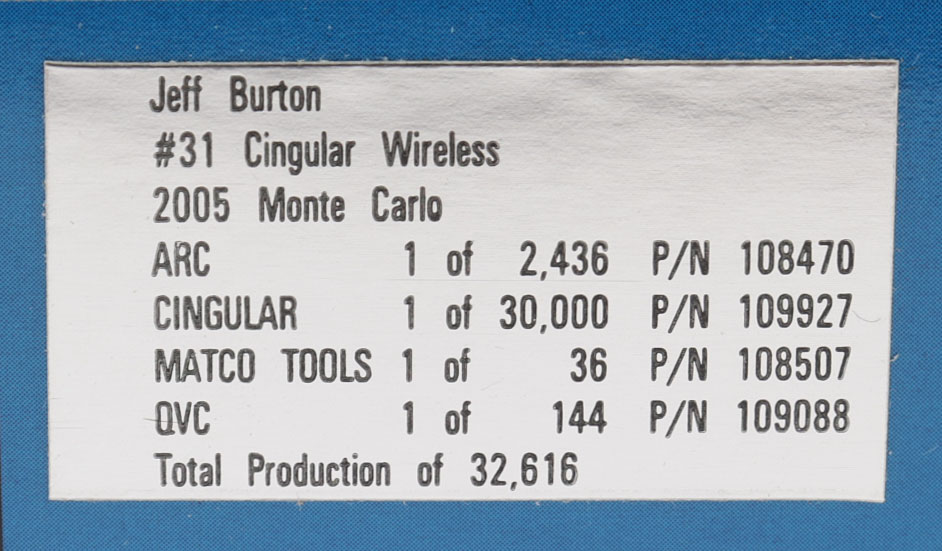 Jeff Burton
#31 Cingular Wireless
2005 Monte Carlo
ARC 1 of 2,436 P/N 108470
CINGULAR 1 of 30,000 P/N 109927
MATCO TOOLS 1 of 36 P/N 108507
QVC 1 of 144 P/N 109088
Total Production of 32,616